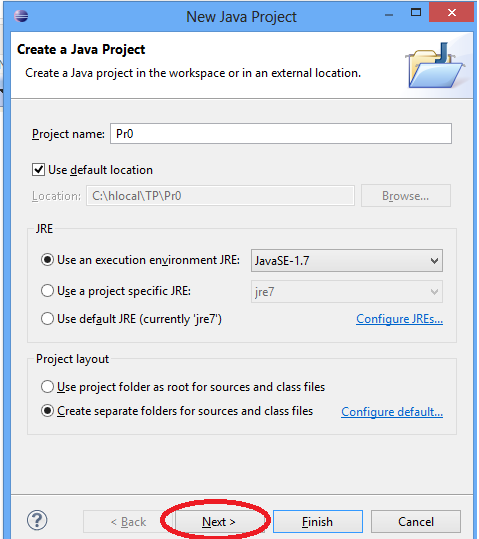 New Java Project
Create a Java Project
Create a Java project in the workspace or in an external location.
Project name: Pr0
Use default location
Location: C:\hlocal\TP\Pr0 Browse...
JRE
Use an execution environment JRE: JavaSE-1.7
Use a project specific JRE: jre7
Use default JRE (currently 'jre7') Configure JREs...
Project layout
Use project folder as root for sources and class files
Create separate folders for sources and class files Configure default...
? < Back Next > Finish Cancel